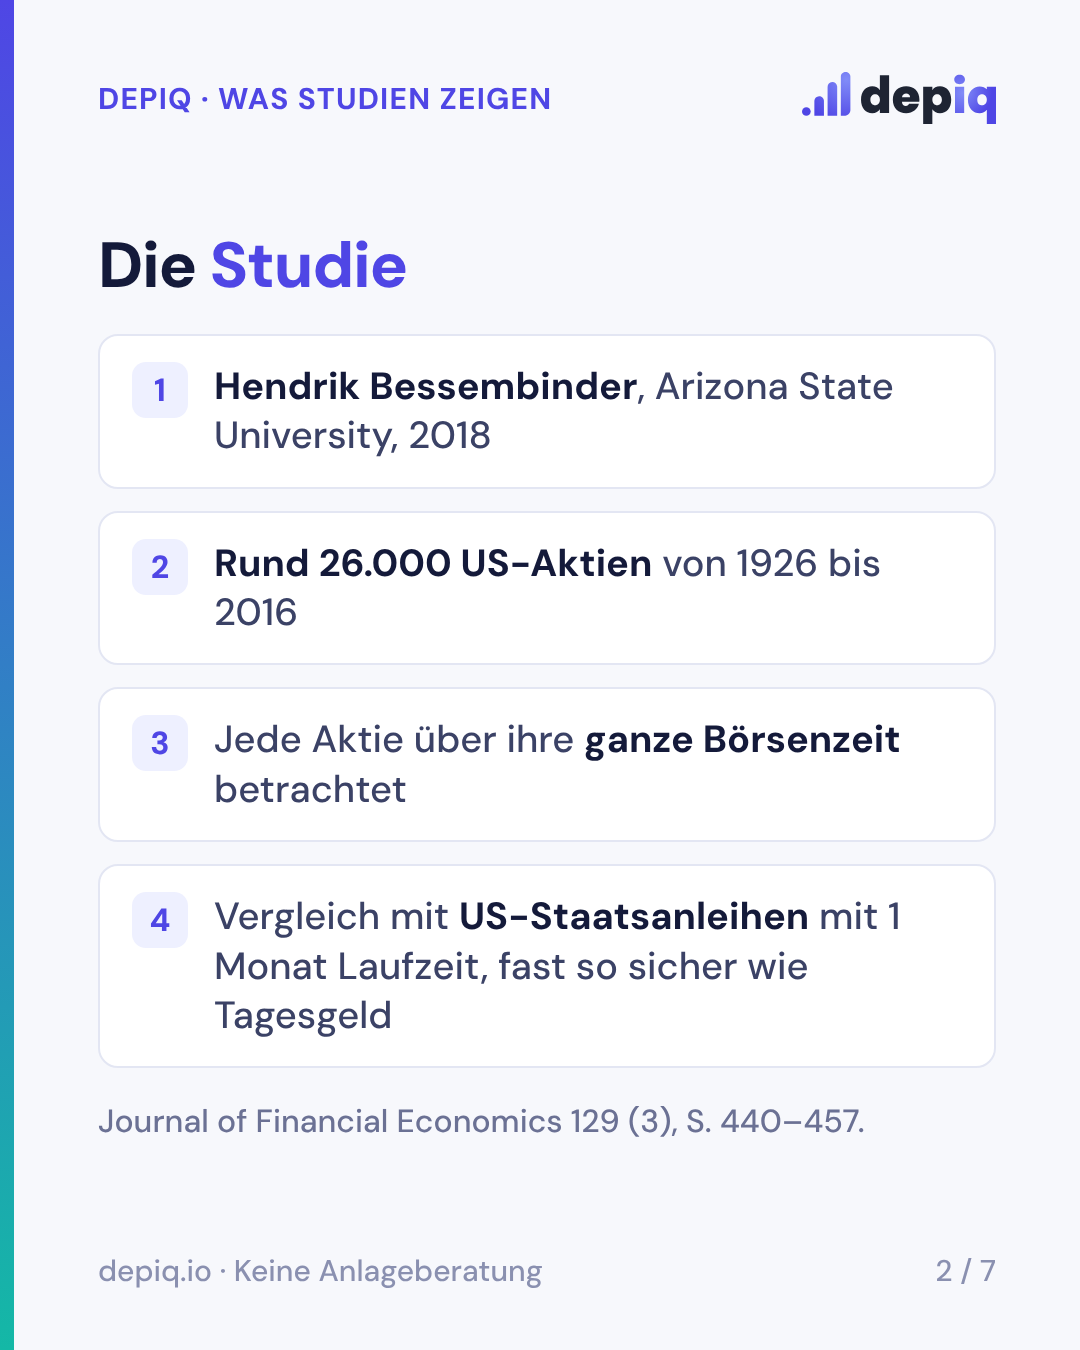 DEPIQ · WAS STUDIEN ZEIGEN
depiq
Die Studie
1
Hendrik Bessembinder, Arizona State
University, 2018
2
Rund 26.000 US-Aktien von 1926 bis
2016
3
Jede Aktie über ihre ganze Börsenzeit
betrachtet
4
Vergleich mit US-Staatsanleihen mit 1
Monat Laufzeit, fast so sicher wie
Tagesgeld
Journal of Financial Economics 129 (3), S. 440–457.
depiq.io · Keine Anlageberatung
2 / 7